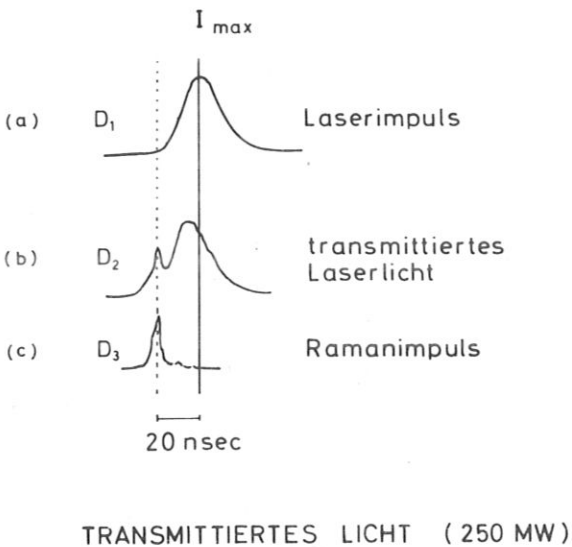 I max
(a) D₁ Laserimpuls
(b) D₂ transmittiertes
Laserlicht
(c) D₃ Ramanimpuls
20 nsec
TRANSMITTIERTES LICHT (250 MW)